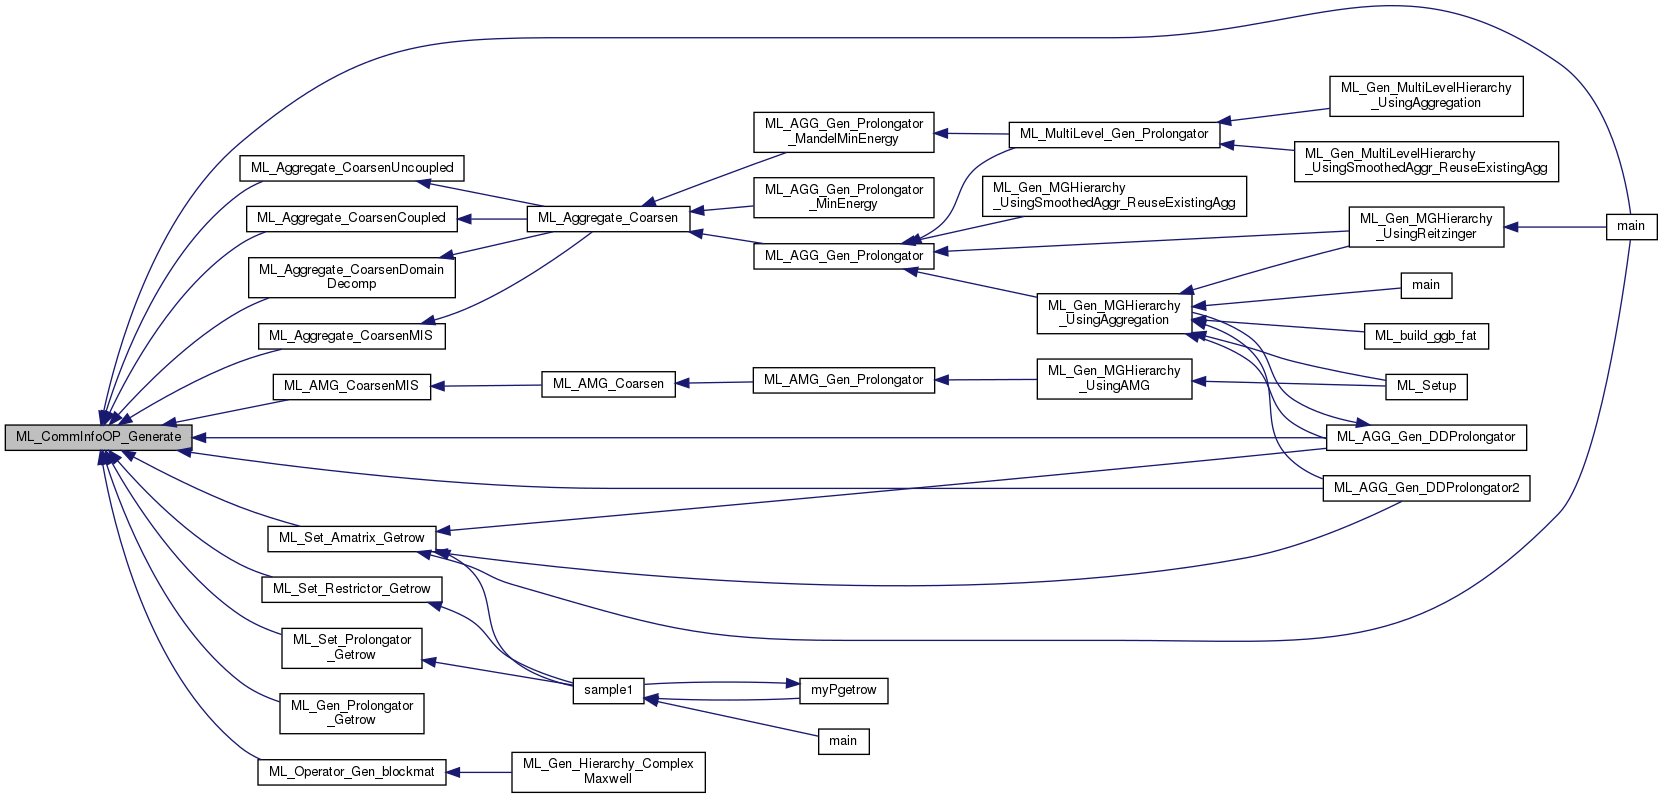 ML_CommInfoOP_Generate
ML_Aggregate_CoarsenUncoupled
ML_Aggregate_CoarsenCoupled
ML_Aggregate_CoarsenDomain
Decomp
ML_Aggregate_CoarsenMIS
ML_AMG_CoarsenMIS
ML_Set_Amatrix_Getrow
ML_Set_Restrictor_Getrow
ML_Set_Prolongator
_Getrow
ML_Gen_Prolongator
_Getrow
ML_Operator_Gen_blockmat
ML_Aggregate_Coarsen
ML_AMG_Coarsen
sample1
ML_Gen_Hierarchy_Complex
Maxwell
ML_AGG_Gen_Prolongator
_MandelMinEnergy
ML_AGG_Gen_Prolongator
_MinEnergy
ML_AGG_Gen_Prolongator
ML_AMG_Gen_Prolongator
myPgetrow
main
ML_MultiLevel_Gen_Prolongator
ML_Gen_MGHierarchy
_UsingSmoothedAggr_ReuseExistingAgg
ML_Gen_MGHierarchy
_UsingAggregation
ML_Gen_MGHierarchy
_UsingAMG
ML_Gen_MultiLevelHierarchy
_UsingAggregation
ML_Gen_MultiLevelHierarchy
_UsingSmoothedAggr_ReuseExistingAgg
ML_Gen_MGHierarchy
_UsingReitzinger
main
ML_build_ggb_fat
ML_Setup
ML_AGG_Gen_DDProlongator
ML_AGG_Gen_DDProlongator2
main